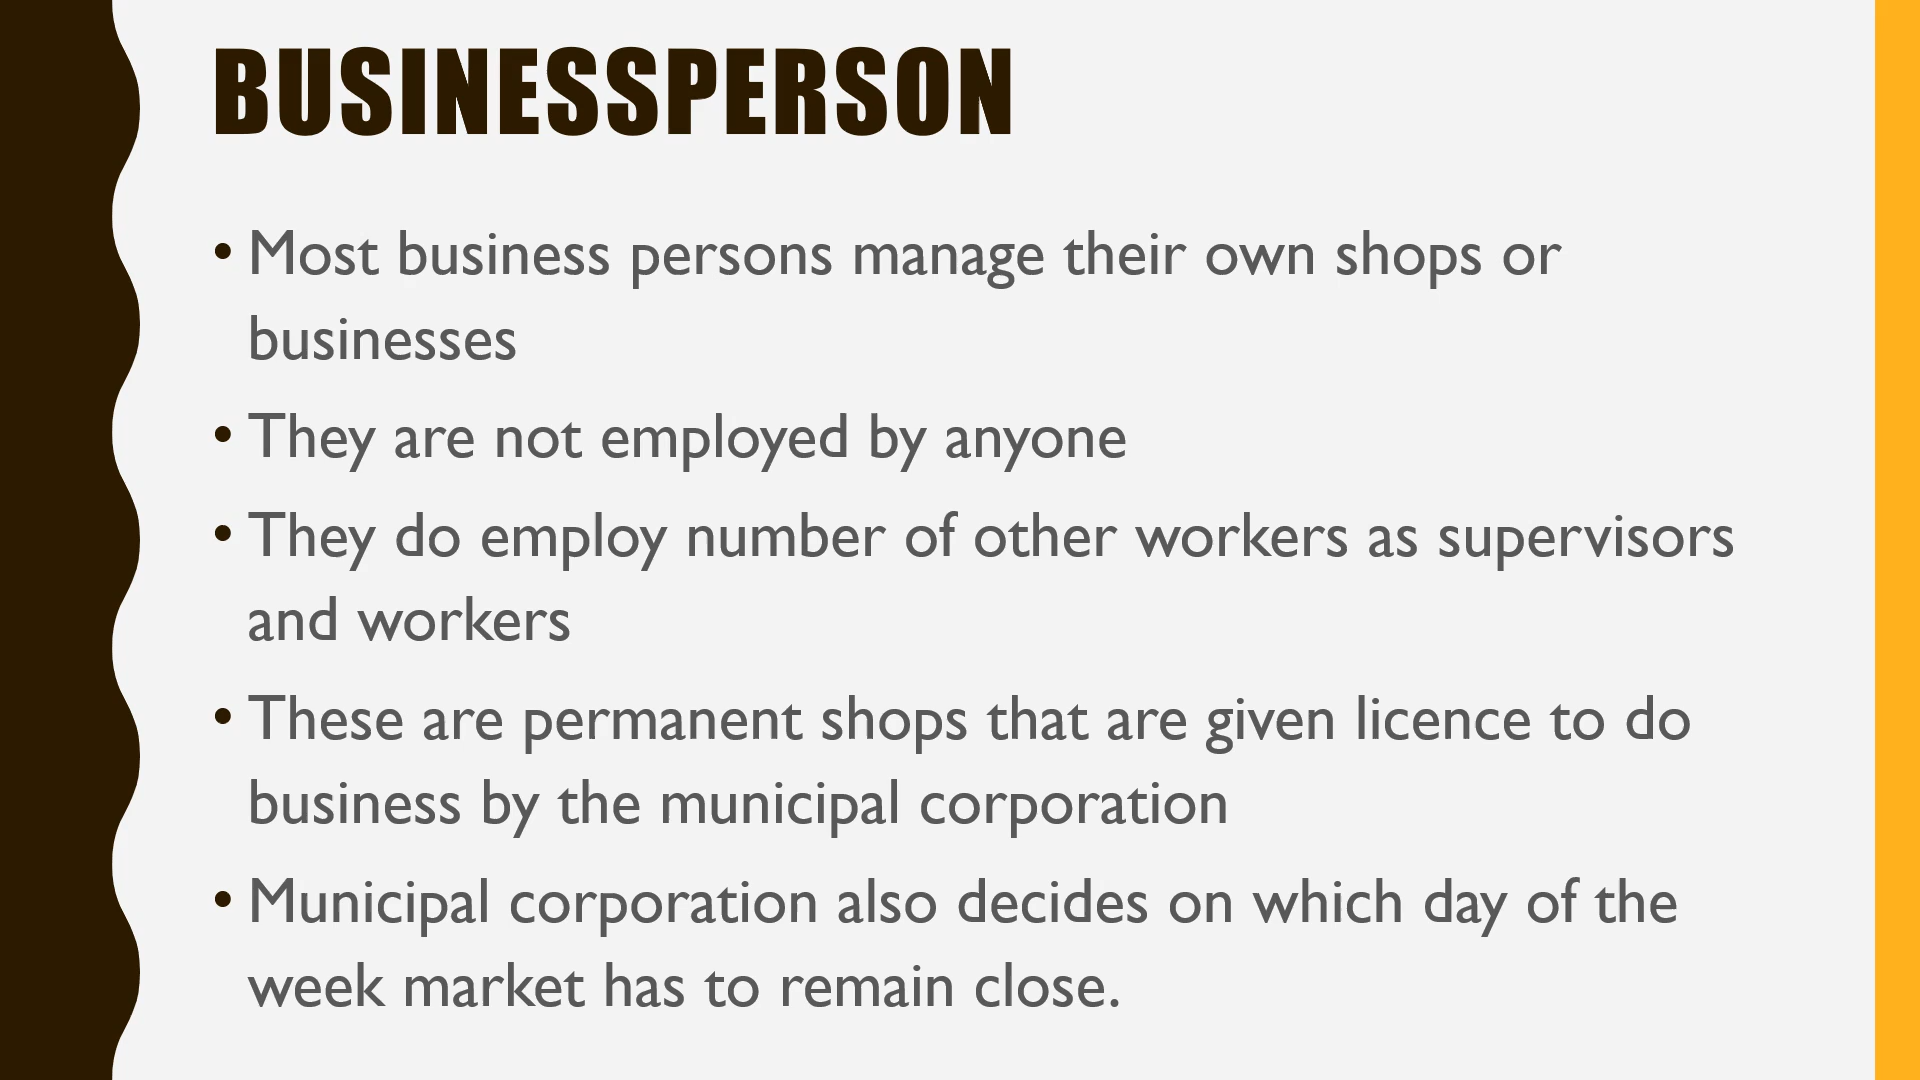 BUSINESSPERSON
• Most business persons manage their own shops or
businesses
• They are not employed by anyone
• They do employ number of other workers as supervisors
and workers
• These are permanent shops that are given licence to do
business by the municipal corporation
• Municipal corporation also decides on which day of the
week market has to remain close.